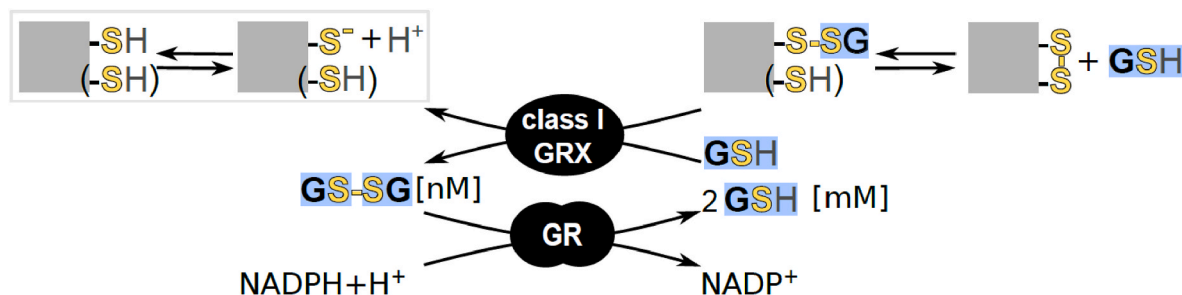 -SH
(-SH)
-S⁻ + H⁺
(-SH)
-S-SG
(-SH)
-S
-S
+ GSH
class I
GRX
GSH
GS-SG [nM]
2 GSH [mM]
GR
NADPH+H⁺
NADP⁺